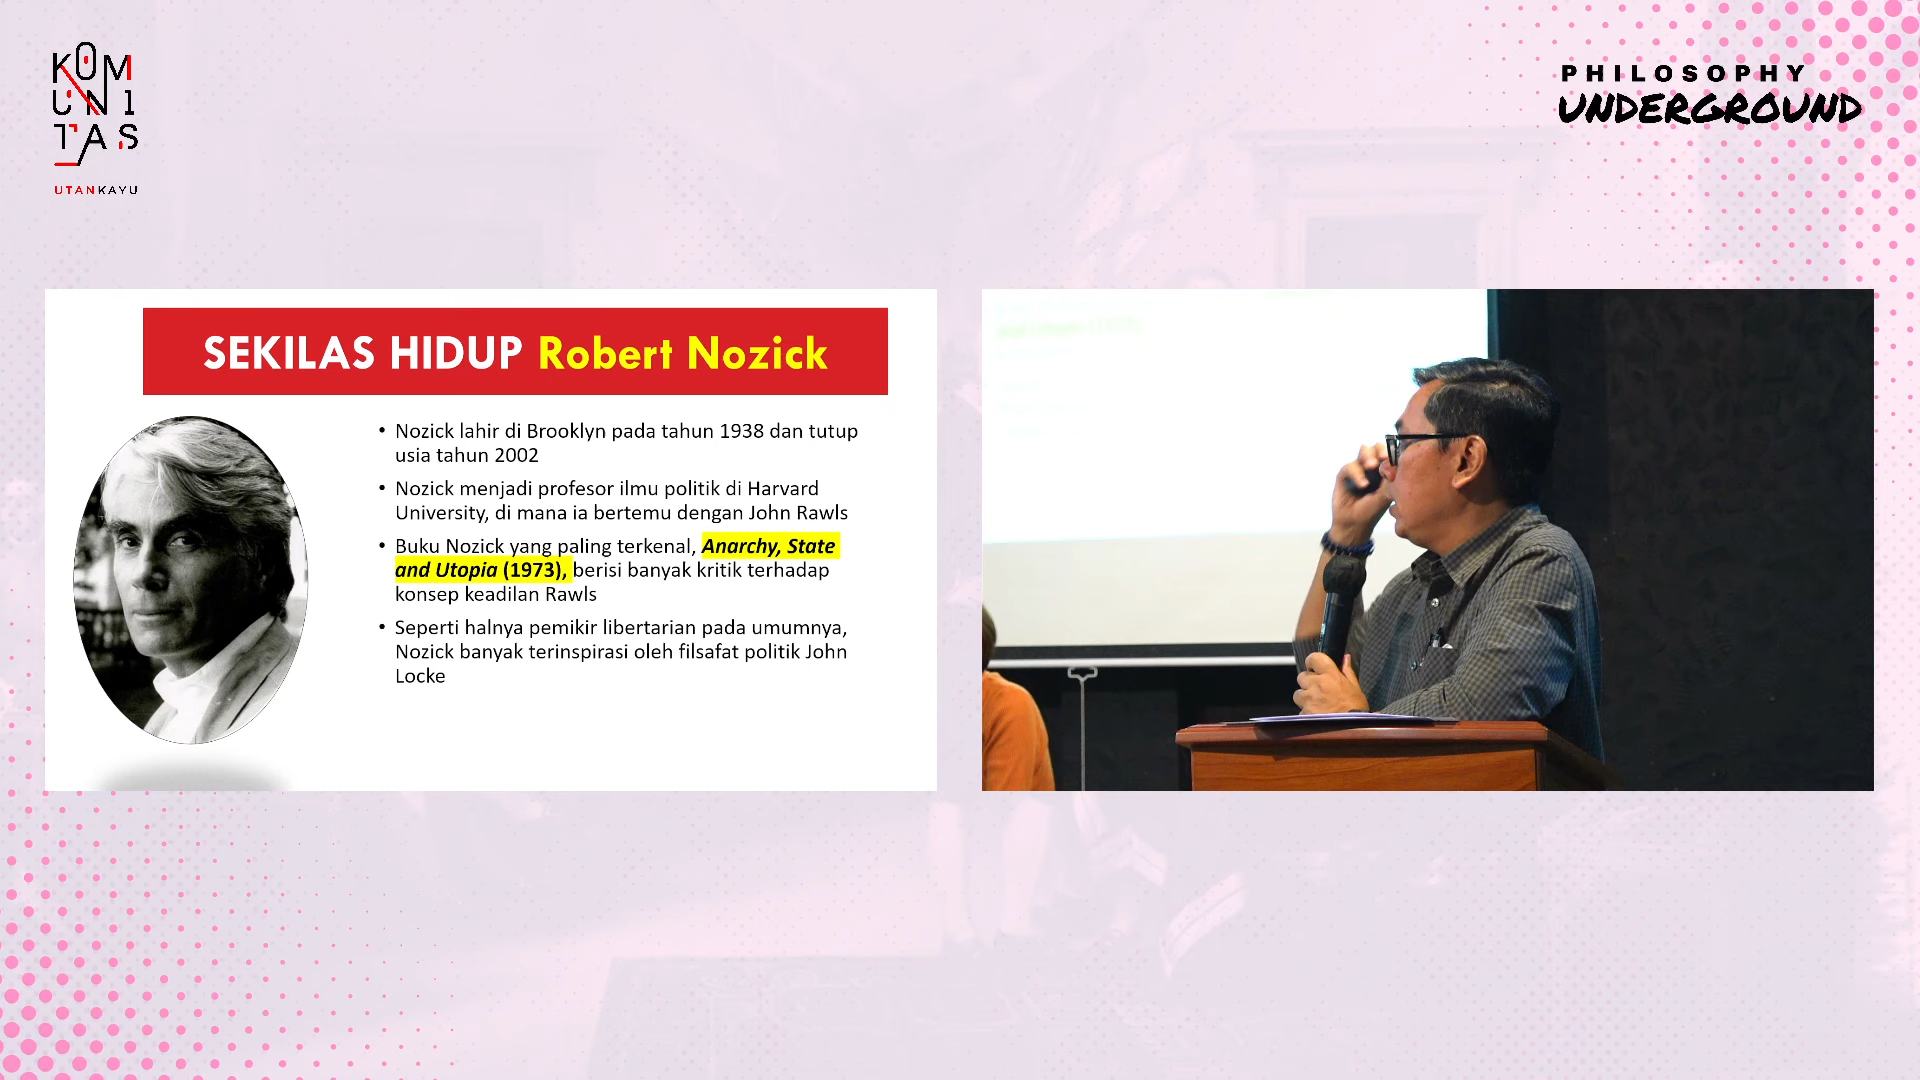 KOM
UNI
TAS
UTANKAYU
PHILOSOPHY
UNDERGROUND
SEKILAS HIDUP Robert Nozick
• Nozick lahir di Brooklyn pada tahun 1938 dan tutup
usia tahun 2002
• Nozick menjadi profesor ilmu politik di Harvard
University, di mana ia bertemu dengan John Rawls
• Buku Nozick yang paling terkenal, Anarchy, State
and Utopia (1973), berisi banyak kritik terhadap
konsep keadilan Rawls
• Seperti halnya pemikir libertarian pada umumnya,
Nozick banyak terinspirasi oleh filsafat politik John
Locke